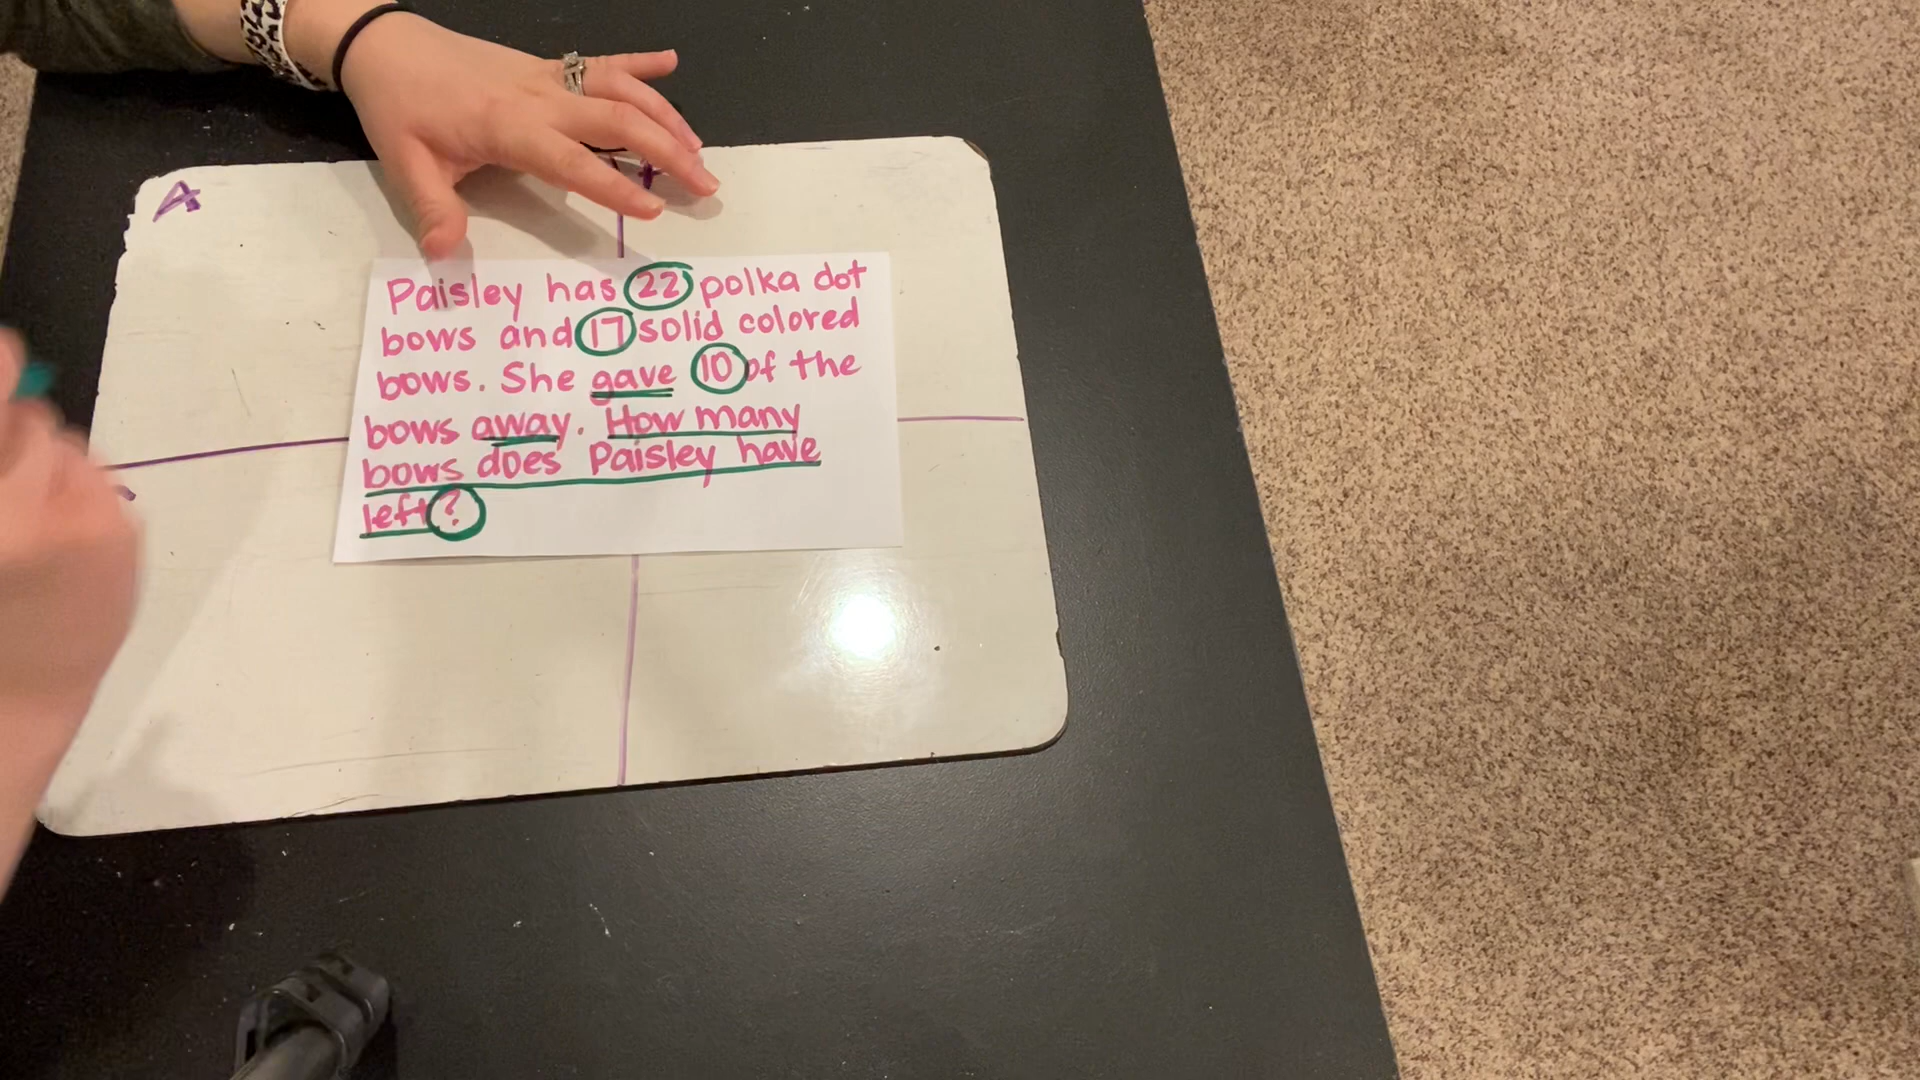 A
Paisley has 22 polka dot
bows and 17 solid colored
bows. She gave 10 of the
bows away. How many
bows does Paisley have
left?